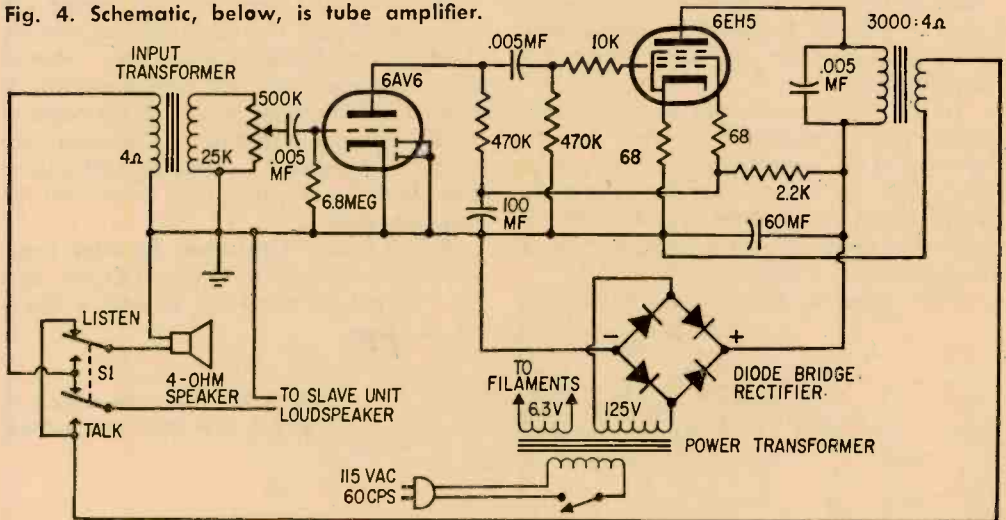 Fig. 4. Schematic, below, is tube amplifier.
INPUT
TRANSFORMER
4Ω
25K
500K
.005
MF
6.8MEG
6AV6
470K
.005MF
470K
10K
6EH5
68
68
.005
MF
3000:4Ω
2.2K
100
MF
60MF
LISTEN
S1
TALK
4-OHM
SPEAKER
TO SLAVE UNIT
LOUDSPEAKER
TO
FILAMENTS
6.3V
125V
-
+
DIODE BRIDGE
RECTIFIER
POWER TRANSFORMER
115 VAC
60CPS